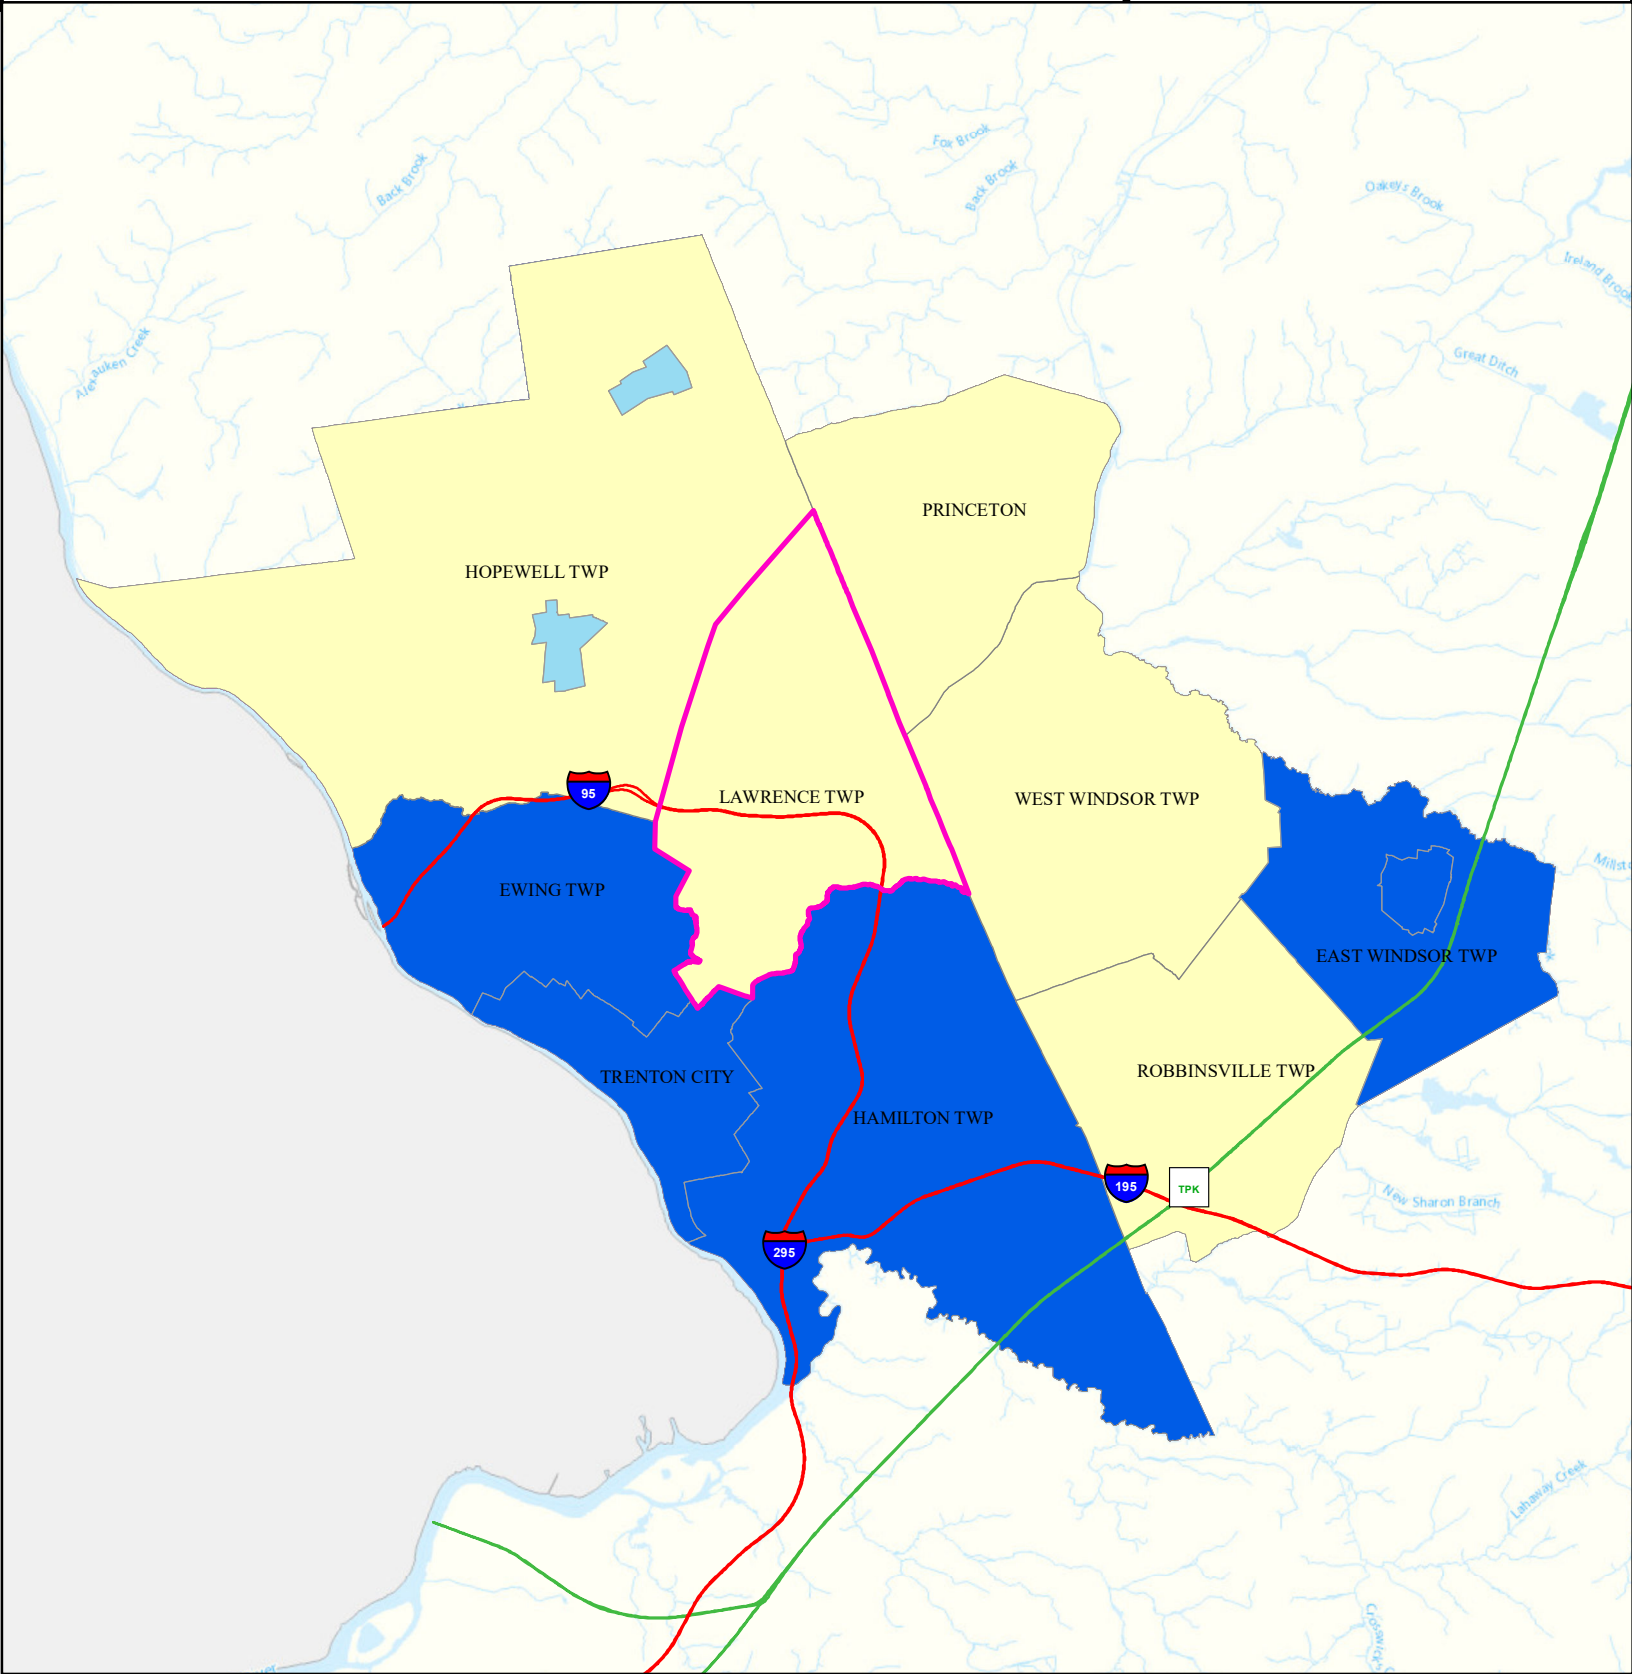 Fox Brook
Back Brook
Back Brook
Oakeys Brook
Ireland Brook
Alexauken Creek
Great Ditch
PRINCETON
HOPEWELL TWP
95
LAWRENCE TWP
WEST WINDSOR TWP
EWING TWP
EAST WINDSOR TWP
TRENTON CITY
ROBBINSVILLE TWP
HAMILTON TWP
195
TPK
New Sharon Branch
295
Lahaway Creek